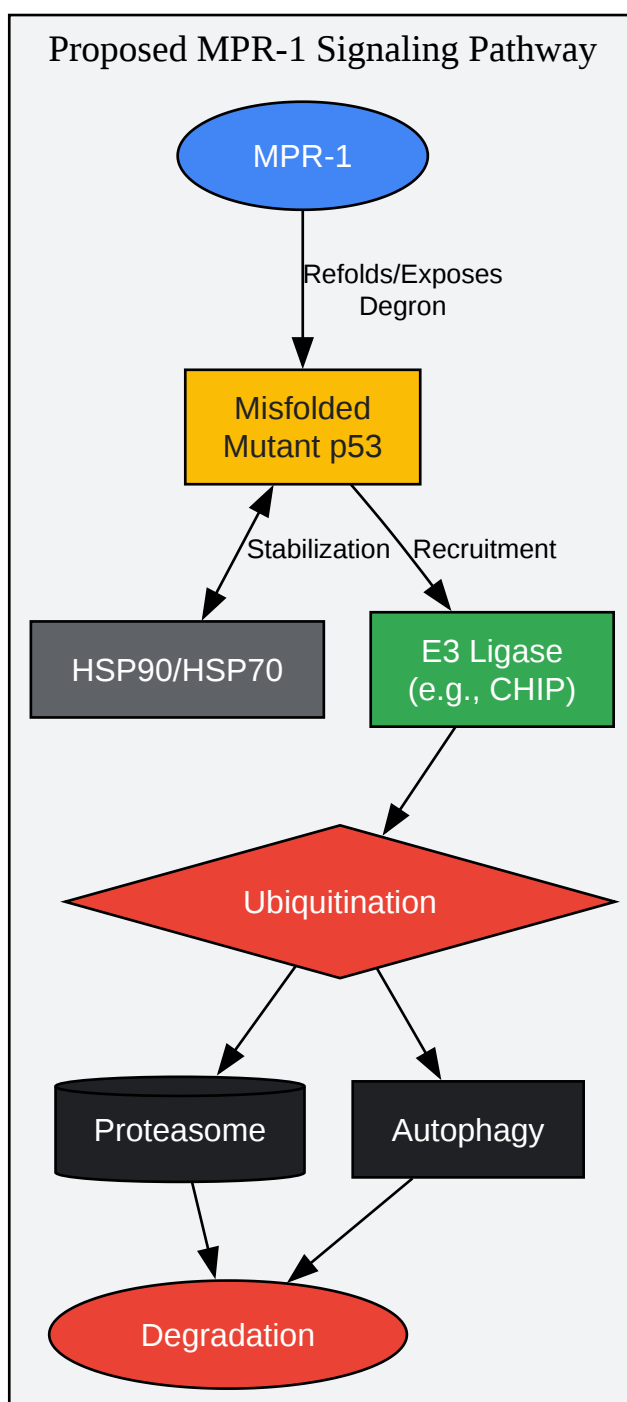 Proposed MPR-1 Signaling Pathway
MPR-1
Refolds/Exposes
Degron
Misfolded
Mutant p53
Stabilization
Recruitment
HSP90/HSP70
E3 Ligase
(e.g., CHIP)
Ubiquitination
Proteasome
Autophagy
Degradation